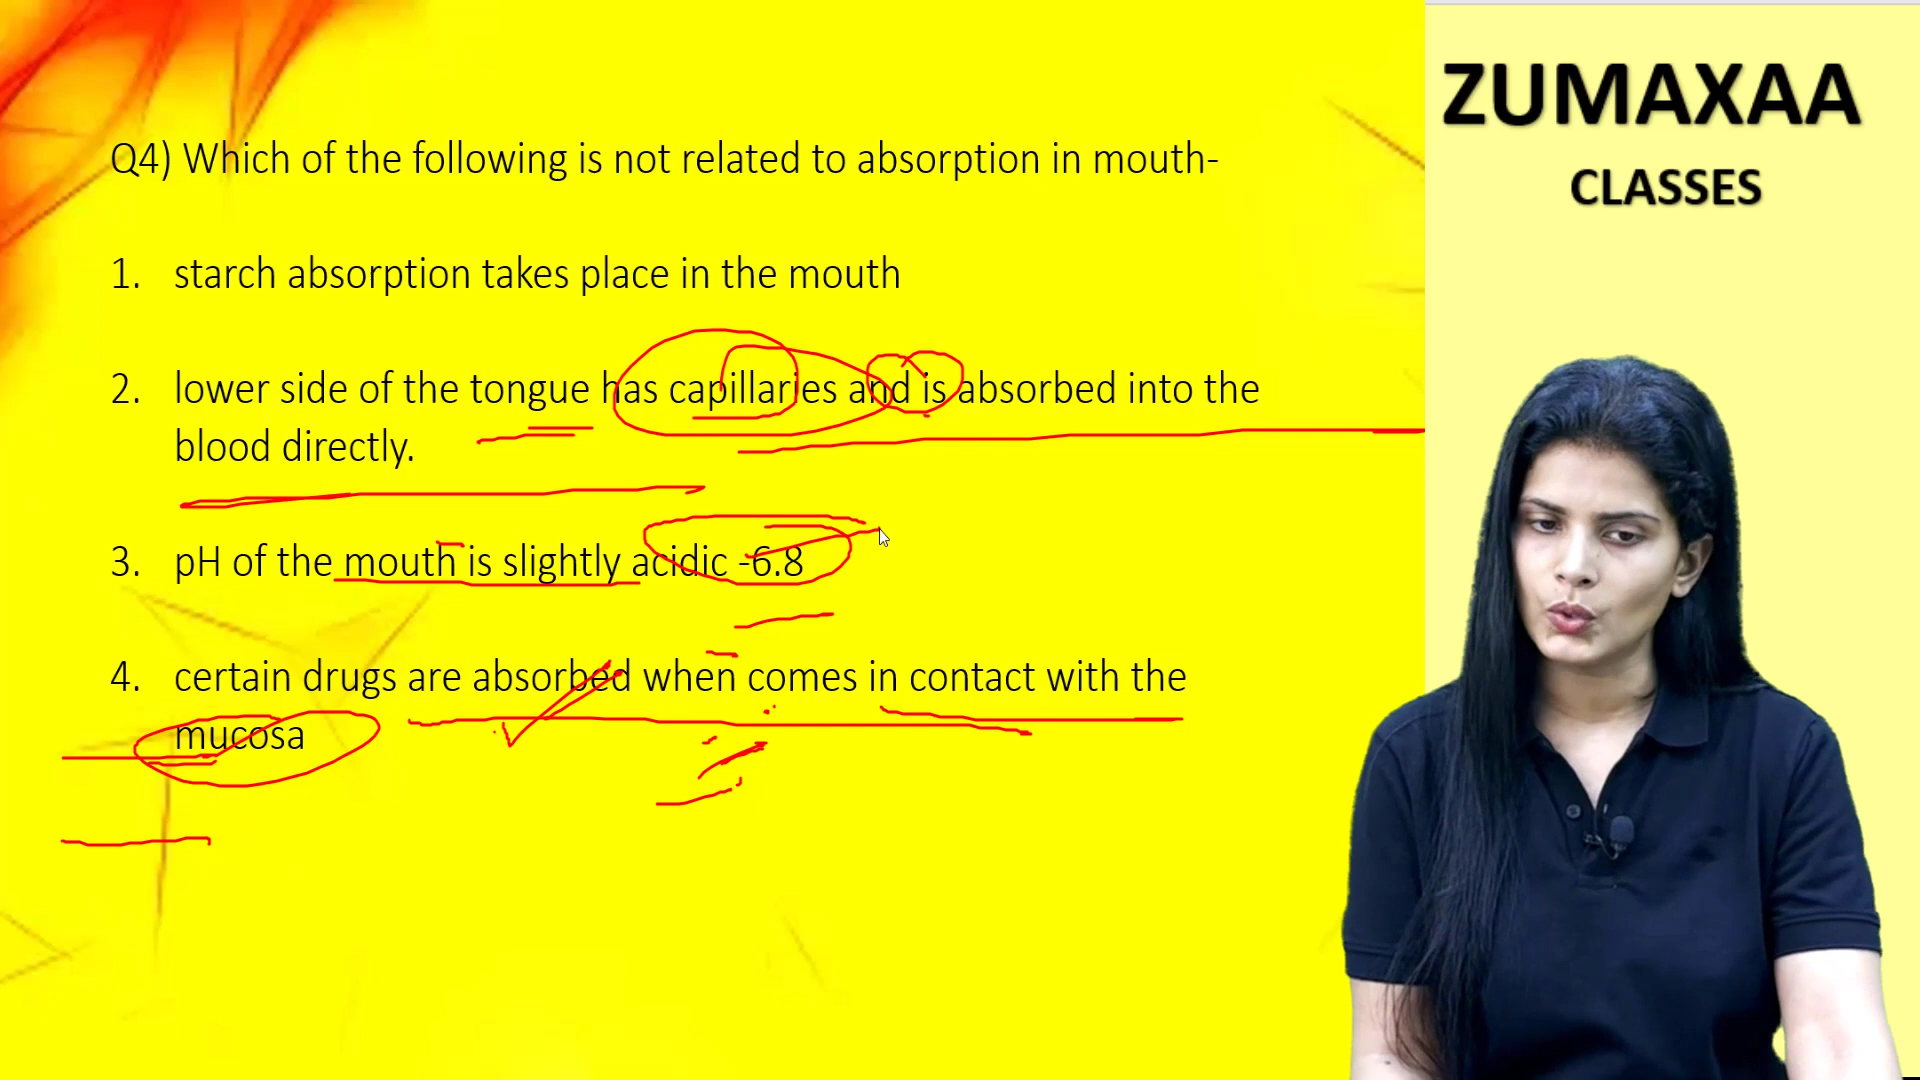 Q4) Which of the following is not related to absorption in mouth-
1. starch absorption takes place in the mouth
2. lower side of the tongue has capillaries and is absorbed into the
blood directly.
3. pH of the mouth is slightly acidic -6.8
4. certain drugs are absorbed when comes in contact with the
mucosa
ZUMAXAA
CLASSES